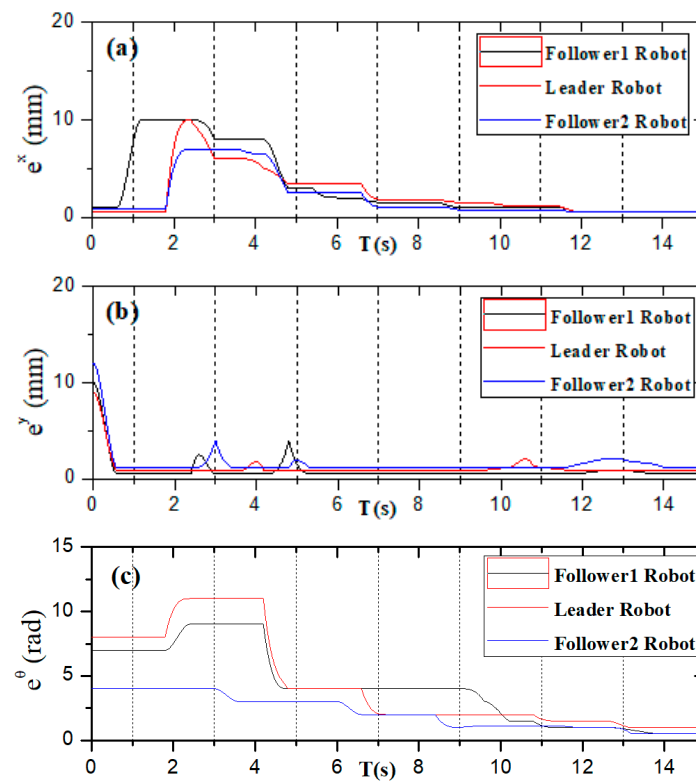 (a)
Follower1 Robot
Leader Robot
Follower2 Robot
e^x (mm)
20
10
0
0 2 4 6 8 10 12 14
T(s)
(b)
Follower1 Robot
Leader Robot
Follower2 Robot
e^y (mm)
20
10
0
0 2 4 6 8 10 12 14
T(s)
(c)
Follower1 Robot
Leader Robot
Follower2 Robot
e^θ (rad)
15
10
5
0
0 2 4 6 8 10 12 14
T(s)